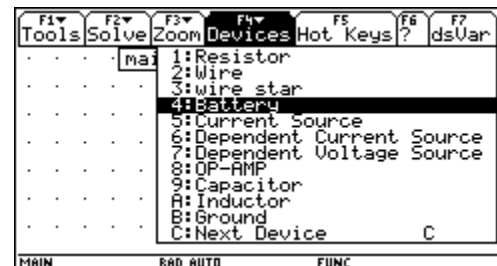 F1▼ F2▼ F3▼ F4▼ F5 F6 F7
Tools Solve Zoom Devices Hot Keys ? dsVar
mai
1:Resistor
2:Wire
3:wire star
4:Battery
5:Current Source
6:Dependent Current Source
7:Dependent Voltage Source
8:OP-AMP
9:Capacitor
A:Inductor
B:Ground
C:Next Device C
MAIN RAD AUTO FUNC